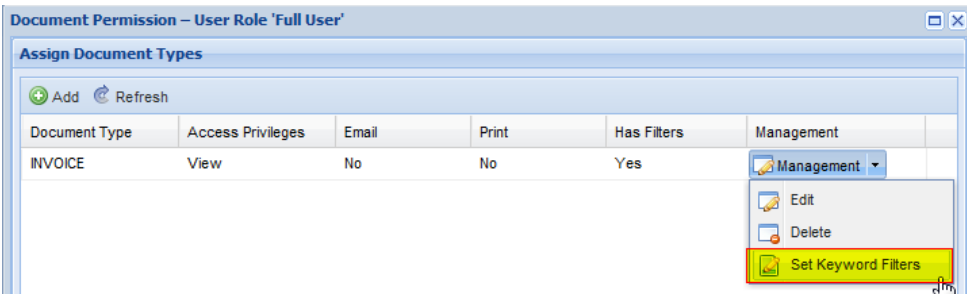 Document Permission – User Role 'Full User'
Assign Document Types
Add Refresh
Document Type Access Privileges Email Print Has Filters Management
INVOICE View No No Yes Management
Edit
Delete
Set Keyword Filters